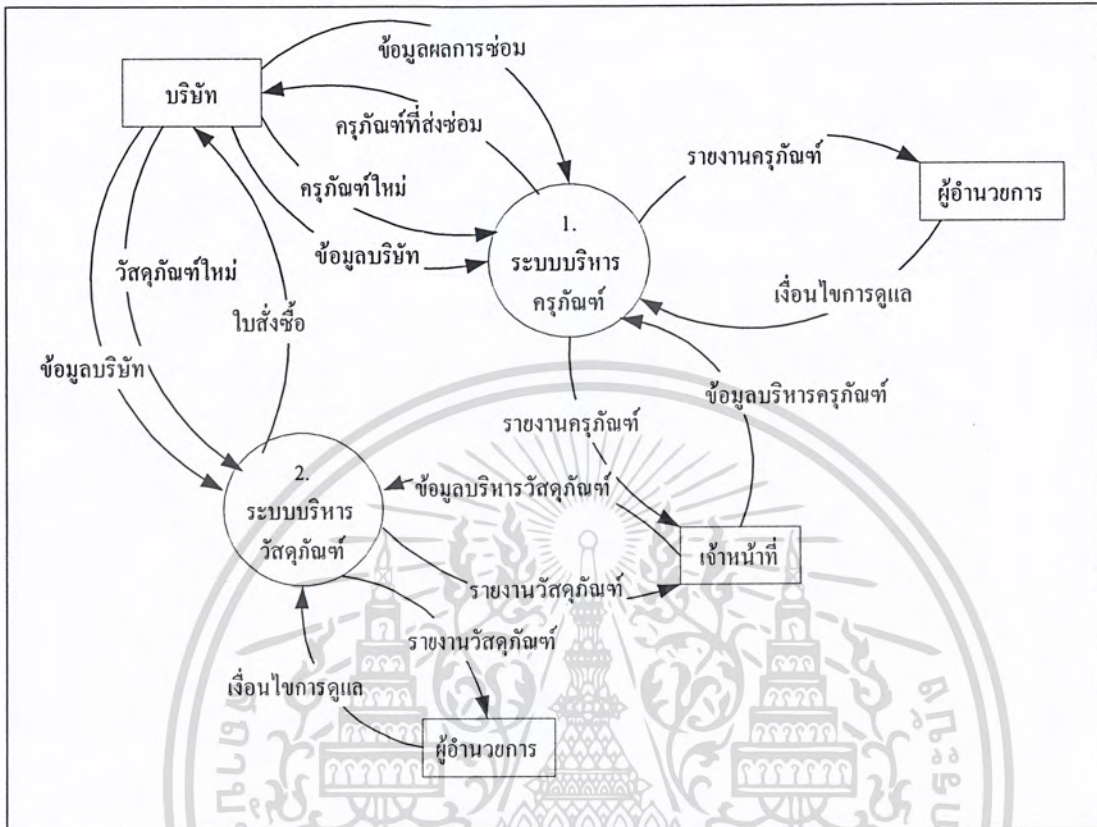 ข้อมูลผลการซ่อม
บริษัท
ครุภัณฑ์ที่ส่งซ่อม
รายงานครุภัณฑ์
ผู้อำนวยการ
ครุภัณฑ์ใหม่
1.
ระบบบริหาร
ครุภัณฑ์
ข้อมูลบริษัท
วัสดุภัณฑ์ใหม่
เงื่อนไขการดูแล
ใบสั่งซื้อ
ข้อมูลบริษัท
ข้อมูลบริหารครุภัณฑ์
รายงานครุภัณฑ์
2.
ระบบบริหาร
วัสดุภัณฑ์
ข้อมูลบริหารวัสดุภัณฑ์
เจ้าหน้าที่
รายงานวัสดุภัณฑ์
รายงานวัสดุภัณฑ์
เงื่อนไขการดูแล
ผู้อำนวยการ